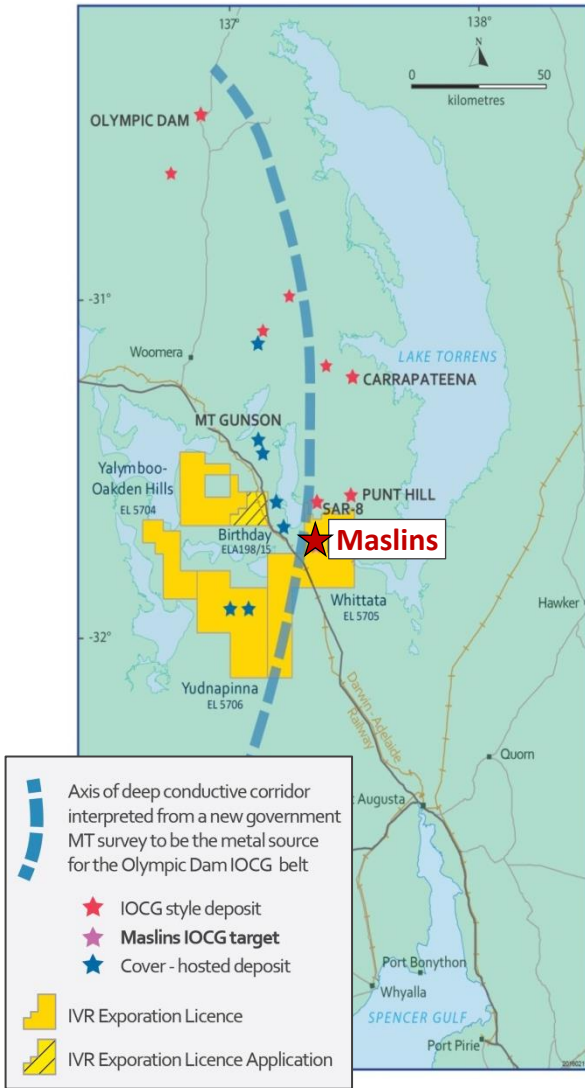 137°
138°
N
0
50
kilometres
OLYMPIC DAM
-31°
Woomera
LAKE TORRENS
CARRAPATEENA
MT GUNSON
Yalymboo-
Oakden Hills
EL 5704
PUNT HILL
SAR-8
Birthday
ELA198/15
Maslins
Whittata
EL 5705
Hawker
-32°
Yudnapinna
EL 5706
Darwin - Adelaide
Railway
Quorn
Augusta
Axis of deep conductive corridor
interpreted from a new government
MT survey to be the metal source
for the Olympic Dam IOCG belt
IOCG style deposit
Maslins IOCG target
Cover - hosted deposit
IVR Exporation Licence
IVR Exporation Licence Application
Port Bonython
Whyalla
SPENCER GULF
Port Pirie